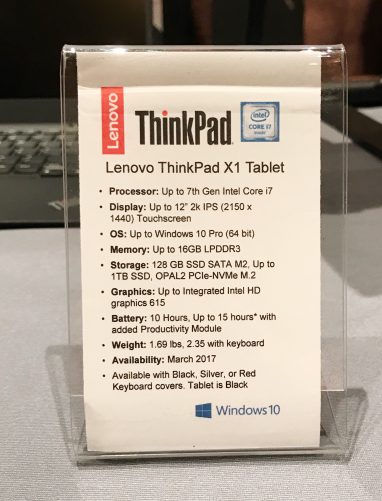 Lenovo
ThinkPad
intel
CORE i7
inside
Lenovo ThinkPad X1 Tablet
• Processor: Up to 7th Gen Intel Core i7
• Display: Up to 12" 2k IPS (2150 x
1440) Touchscreen
• OS: Up to Windows 10 Pro (64 bit)
• Memory: Up to 16GB LPDDR3
• Storage: 128 GB SSD SATA M2, Up to
1TB SSD, OPAL2 PCIe-NVMe M.2
• Graphics: Up to Integrated Intel HD
graphics 615
• Battery: 10 Hours, Up to 15 hours* with
added Productivity Module
• Weight: 1.69 lbs, 2.35 with keyboard
• Availability: March 2017
• Available with Black, Silver, or Red
Keyboard covers. Tablet is Black
Windows 10